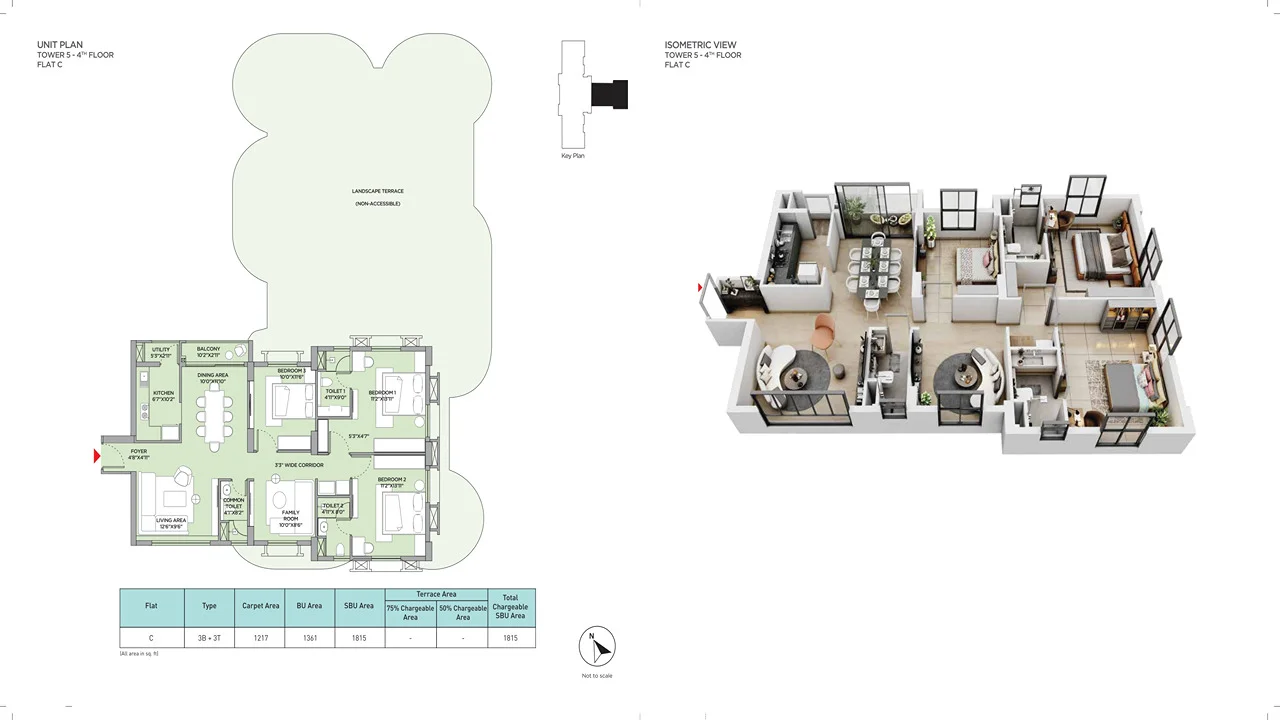 UNIT PLAN
TOWER 5 - 4TH FLOOR
FLAT C
Key Plan
LANDSCAPE TERRACE
(NON-ACCESSIBLE)
UTILITY
5'3"X2'11"
BALCONY
10'2"X2'11"
DINING AREA
10'0"X11'10"
BEDROOM 3
10'0"X11'6"
KITCHEN
6'7"X10'2"
TOILET 1
4'11"X9'0"
BEDROOM 1
11'2"X13'11"
5'3"X4'7"
FOYER
4'8"X4'11"
3'3" WIDE CORRIDOR
BEDROOM 2
11'2"X13'11"
COMMON
TOILET
4'1"X8'2"
TOILET 2
4'11"X8'0"
LIVING AREA
12'6"X9'6"
FAMILY
ROOM
10'0"X8'6"
Flat
Type
Carpet Area
BU Area
SBU Area
Terrace Area
75% Chargeable
Area
50% Chargeable
Area
Total
Chargeable
SBU Area
C
3B + 3T
1217
1361
1815
-
-
1815
(All area in sq. ft)
N
Not to scale
ISOMETRIC VIEW
TOWER 5 - 4TH FLOOR
FLAT C